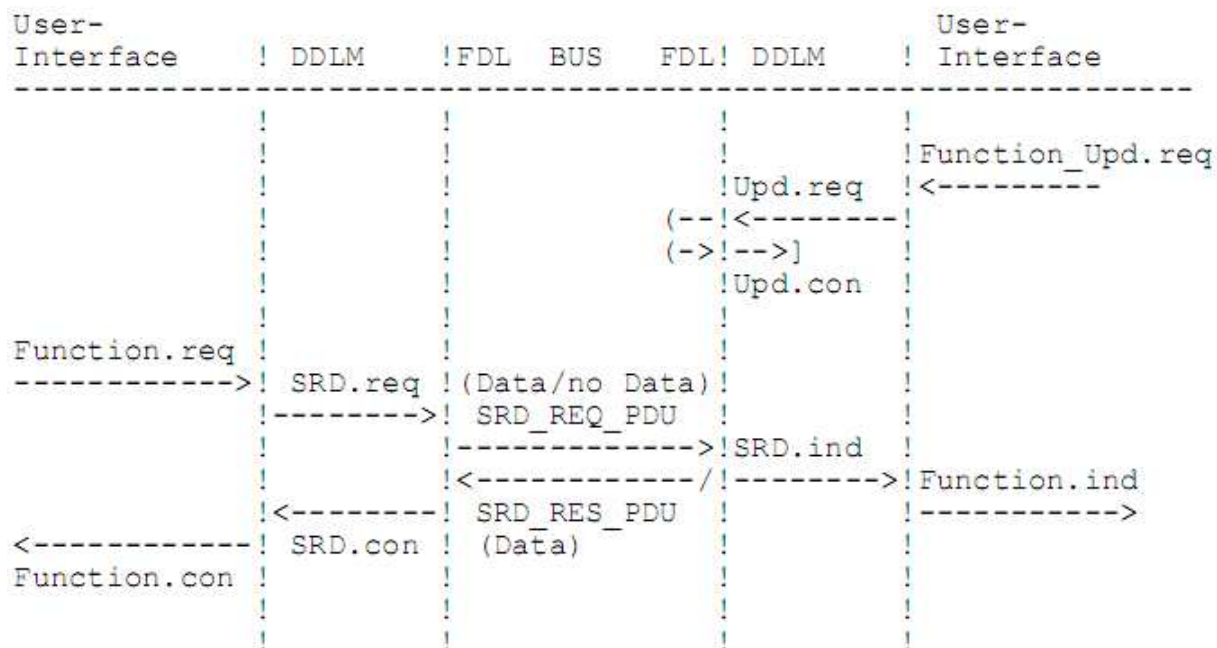 User-                                                      User-
Interface     ! DDLM     !FDL  BUS   FDL! DDLM     ! Interface
-----------------------------------------------------------------------
              !          !              !          !
              !          !              !          !Function_Upd.req
              !          !              !Upd.req   !<---------
              !          !           (--!<--------!
              !          !           (->!-->]      !
              !          !              !Upd.con   !
              !          !              !          !
Function.req  !          !              !          !
------------>! SRD.req  !(Data/no Data)!          !
              !-------->! SRD_REQ_PDU  !          !
              !          !------------->!SRD.ind   !
              !          !<------------/!-------->!Function.ind
              !<--------! SRD_RES_PDU  !          !----------->
<------------! SRD.con  ! (Data)       !          !
Function.con  !          !              !          !
              !          !              !          !
              !          !              !          !